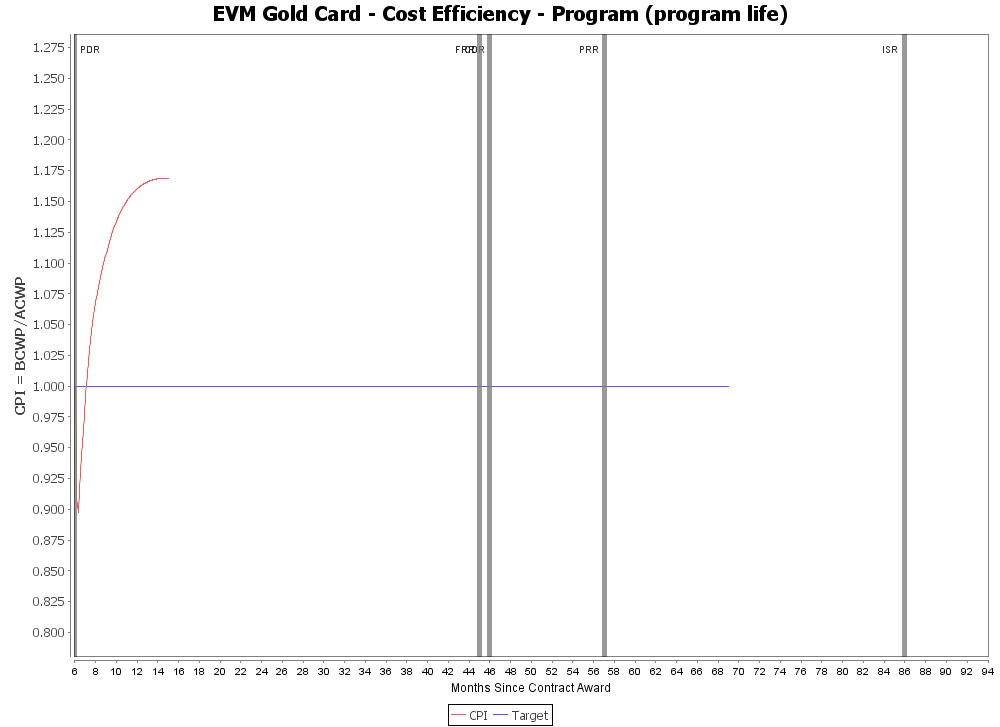 EVM Gold Card - Cost Efficiency - Program (program life)
PDR
FRR
CDR
PRR
ISR
1.275
1.250
1.225
1.200
1.175
1.150
1.125
1.100
1.075
1.050
1.025
1.000
0.975
0.950
0.925
0.900
0.875
0.850
0.825
0.800
CPI = BCWP/ACWP
6 8 10 12 14 16 18 20 22 24 26 28 30 32 34 36 38 40 42 44 46 48 50 52 54 56 58 60 62 64 66 68 70 72 74 76 78 80 82 84 86 88 90 92 94
Months Since Contract Award
CPI Target